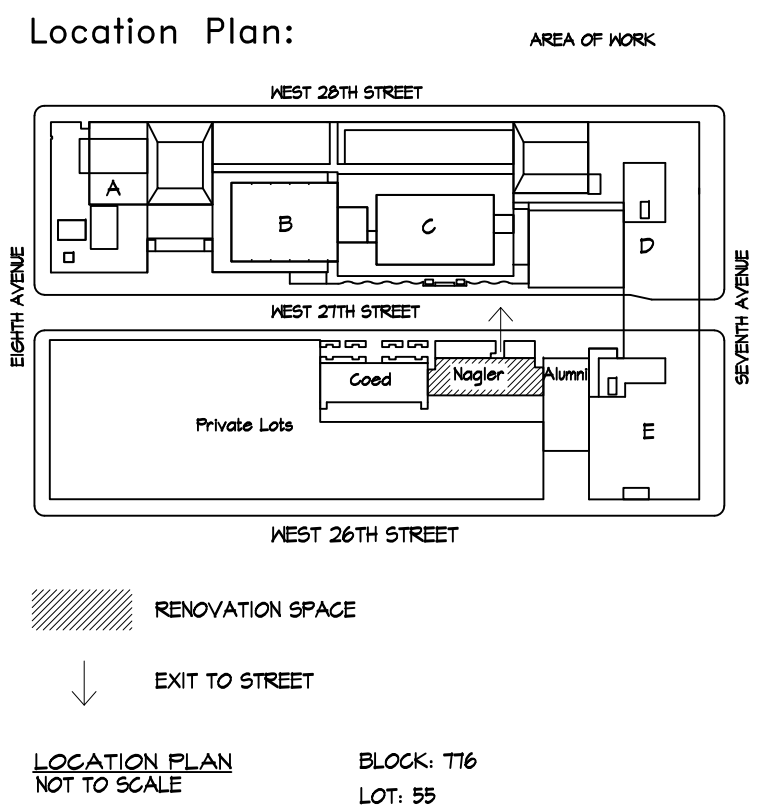 Location Plan:
AREA OF WORK
WEST 28TH STREET
A
B
C
D
EIGHTH AVENUE
SEVENTH AVENUE
WEST 27TH STREET
Coed
Nagler
Alumni
Private Lots
E
WEST 26TH STREET
RENOVATION SPACE
EXIT TO STREET
LOCATION PLAN
NOT TO SCALE
BLOCK: 776
LOT: 55